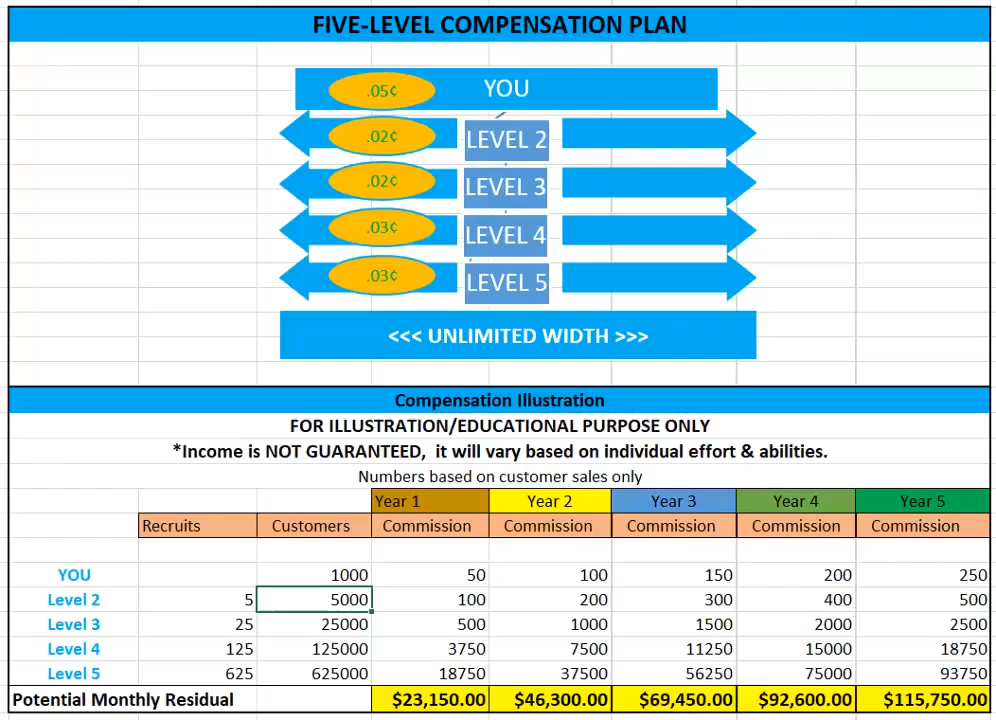 FIVE-LEVEL COMPENSATION PLAN
.05¢ YOU
.02¢ LEVEL 2
.02¢ LEVEL 3
.03¢ LEVEL 4
.03¢ LEVEL 5
<<< UNLIMITED WIDTH >>>
Compensation Illustration
FOR ILLUSTRATION/EDUCATIONAL PURPOSE ONLY
*Income is NOT GUARANTEED, it will vary based on individual effort & abilities.
Numbers based on customer sales only
Year 1 Year 2 Year 3 Year 4 Year 5
Recruits Customers Commission Commission Commission Commission Commission
YOU 1000 50 100 150 200 250
Level 2 5 5000 100 200 300 400 500
Level 3 25 25000 500 1000 1500 2000 2500
Level 4 125 125000 3750 7500 11250 15000 18750
Level 5 625 625000 18750 37500 56250 75000 93750
Potential Monthly Residual $23,150.00 $46,300.00 $69,450.00 $92,600.00 $115,750.00